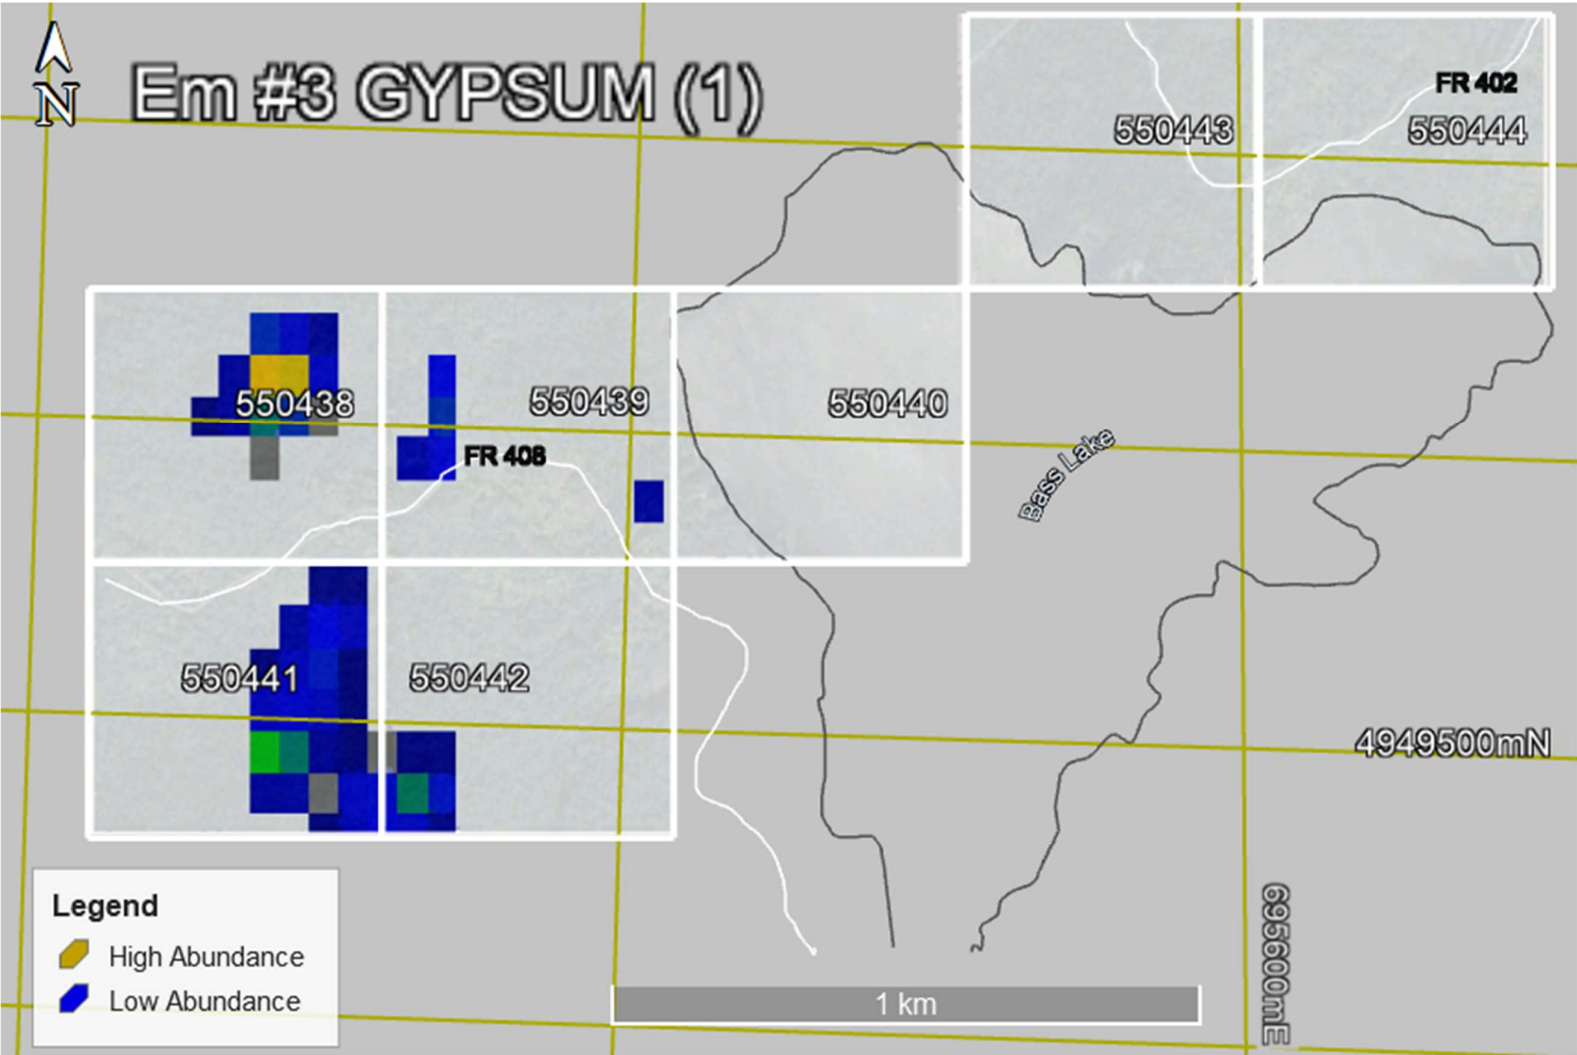 N
Em #3 GYPSUM (1)
FR 402
550443
550444
550438
550439
550440
FR 408
Bass Lake
550441
550442
4949500mN
695600mE
Legend
High Abundance
Low Abundance
1 km